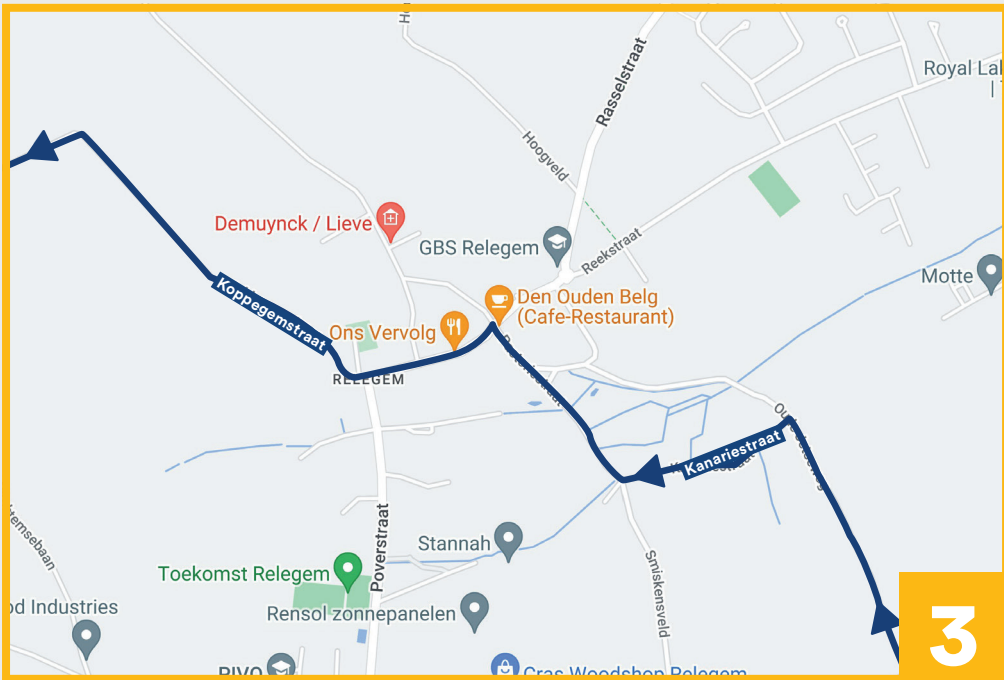 Rasselstraat
Royal Lal
Hoogveld
Demuynck / Lieve
GBS Relegem
Reekstraat
Motte
Den Ouden Belg
(Cafe-Restaurant)
Koppegemstraat
Ons Vervolg
RELEGEM
Kanariestraat
Poverstraat
Stannah
Smiskensveld
Toekomst Relegem
od Industries
Rensol zonnepanelen
PIVO
Cras Woodshop Relegem
3